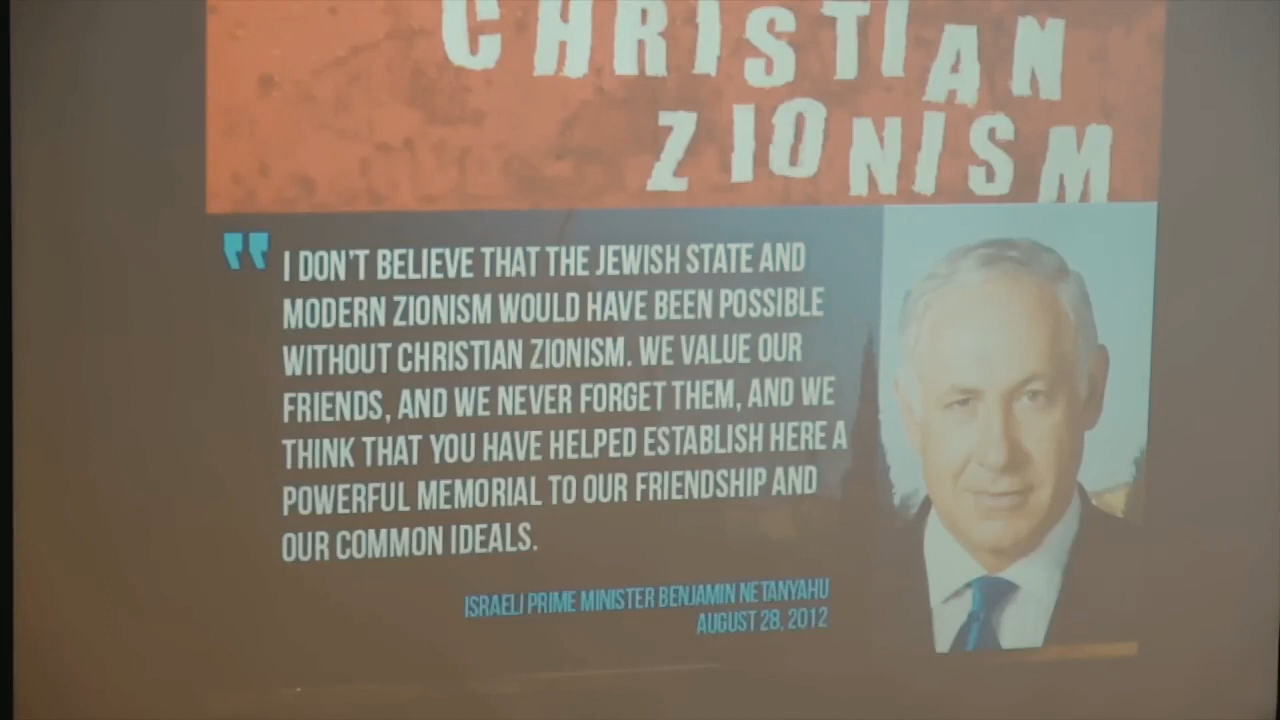 CHRISTIAN
ZIONISM
" I DON'T BELIEVE THAT THE JEWISH STATE AND
MODERN ZIONISM WOULD HAVE BEEN POSSIBLE
WITHOUT CHRISTIAN ZIONISM. WE VALUE OUR
FRIENDS, AND WE NEVER FORGET THEM, AND WE
THINK THAT YOU HAVE HELPED ESTABLISH HERE A
POWERFUL MEMORIAL TO OUR FRIENDSHIP AND
OUR COMMON IDEALS.
ISRAELI PRIME MINISTER BENJAMIN NETANYAHU
AUGUST 28, 2012